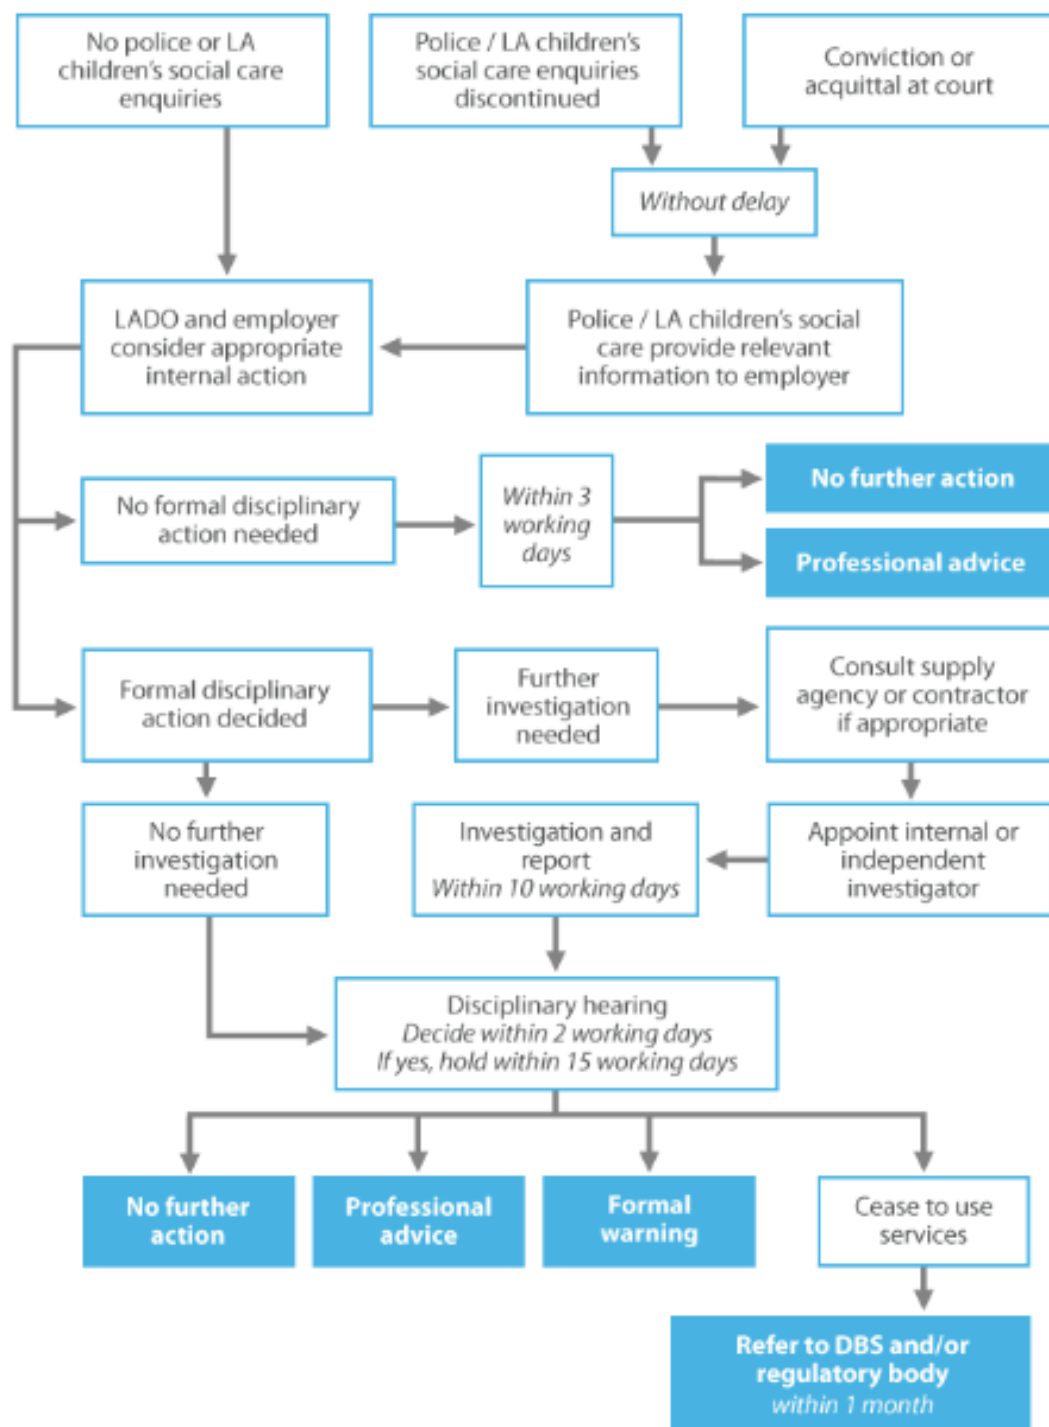 No police or LA
children's social care
enquiries
Police / LA children's
social care enquiries
discontinued
Conviction or
acquittal at court
Without delay
LADO and employer
consider appropriate
internal action
Police / LA children's social
care provide relevant
information to employer
No formal disciplinary
action needed
Within 3
working
days
No further action
Professional advice
Formal disciplinary
action decided
Further
investigation
needed
Consult supply
agency or contractor
if appropriate
No further
investigation
needed
Investigation and
report
Within 10 working days
Appoint internal or
independent
investigator
Disciplinary hearing
Decide within 2 working days
If yes, hold within 15 working days
No further
action
Professional
advice
Formal
warning
Cease to use
services
Refer to DBS and/or
regulatory body
within 1 month